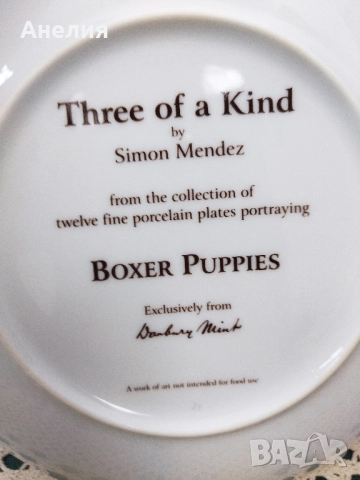 Анелия
Three of a Kind
by
Simon Mendez
from the collection of
twelve fine porcelain plates portraying
BOXER PUPPIES
Exclusively from
Danbury Mint
A work of art not intended for food use
BAZAR